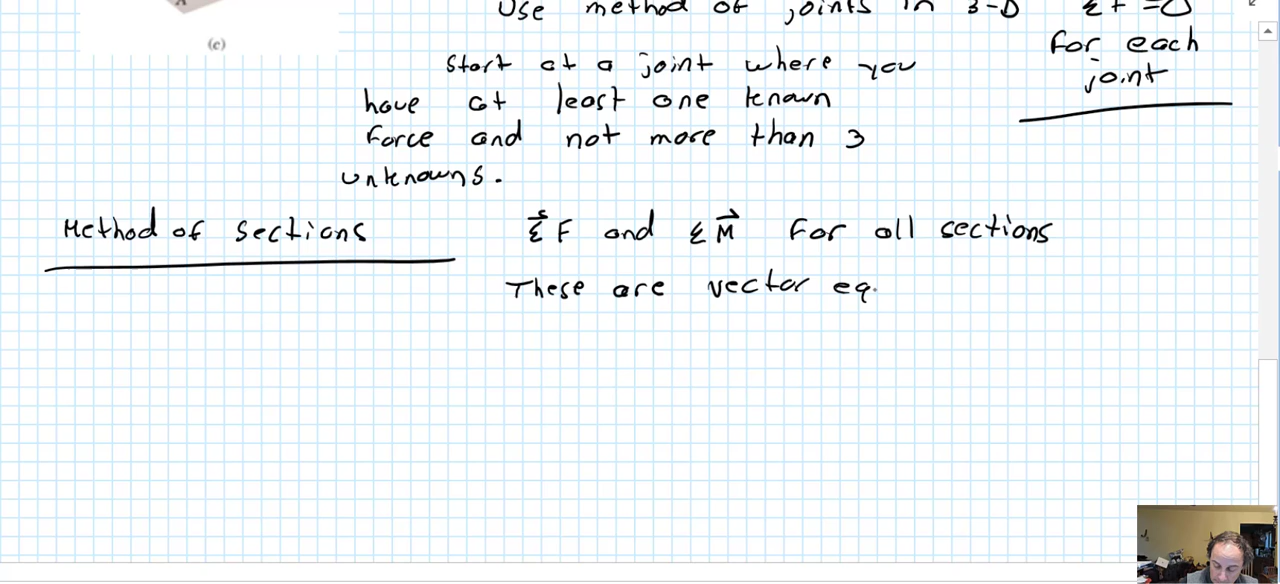 (c)
Use method of joints in 3-D ΣF=0
for each
joint
start at a joint where you
have at least one known
force and not more than 3
unknowns.
Method of sections
Σ⃗F and ΣM⃗ for all sections
These are vector eq.